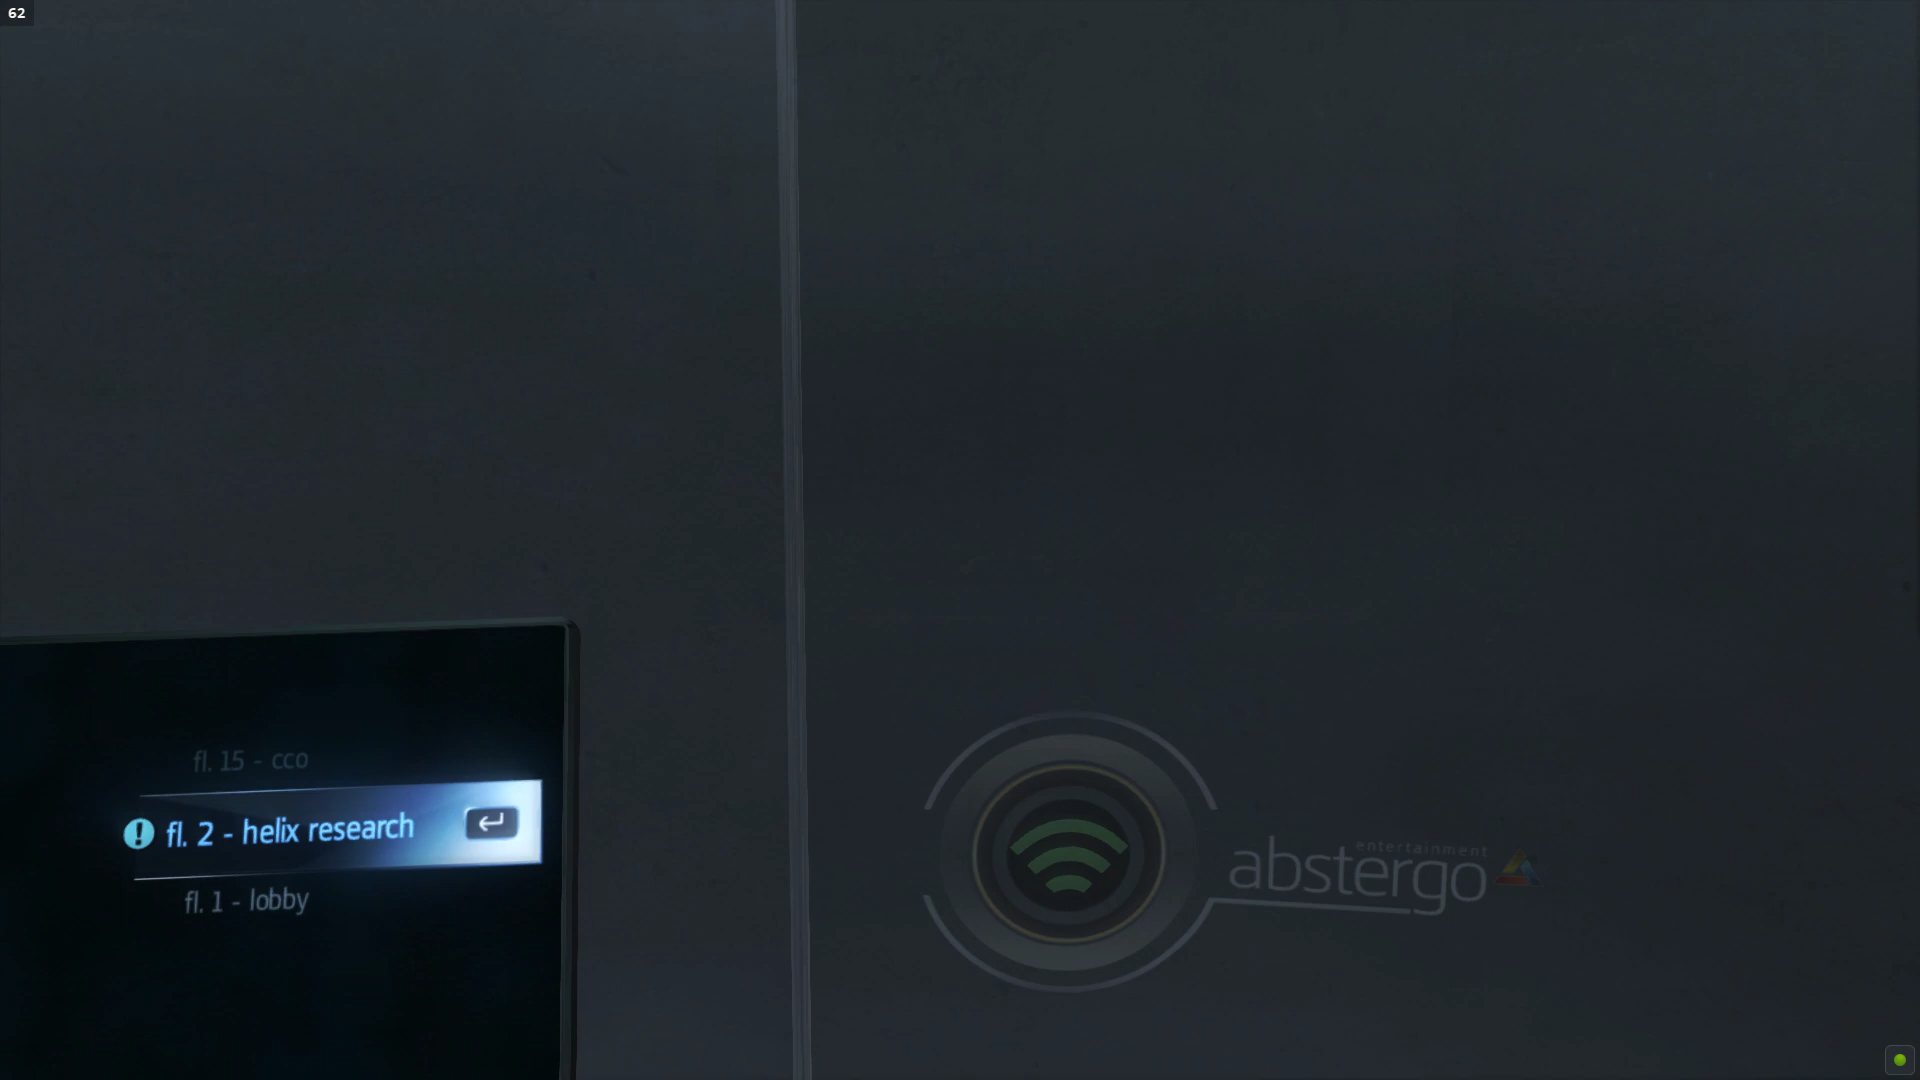 62
fl. 15 - cco
! fl. 2 - helix research
fl. 1 - lobby
entertainment
abstergo